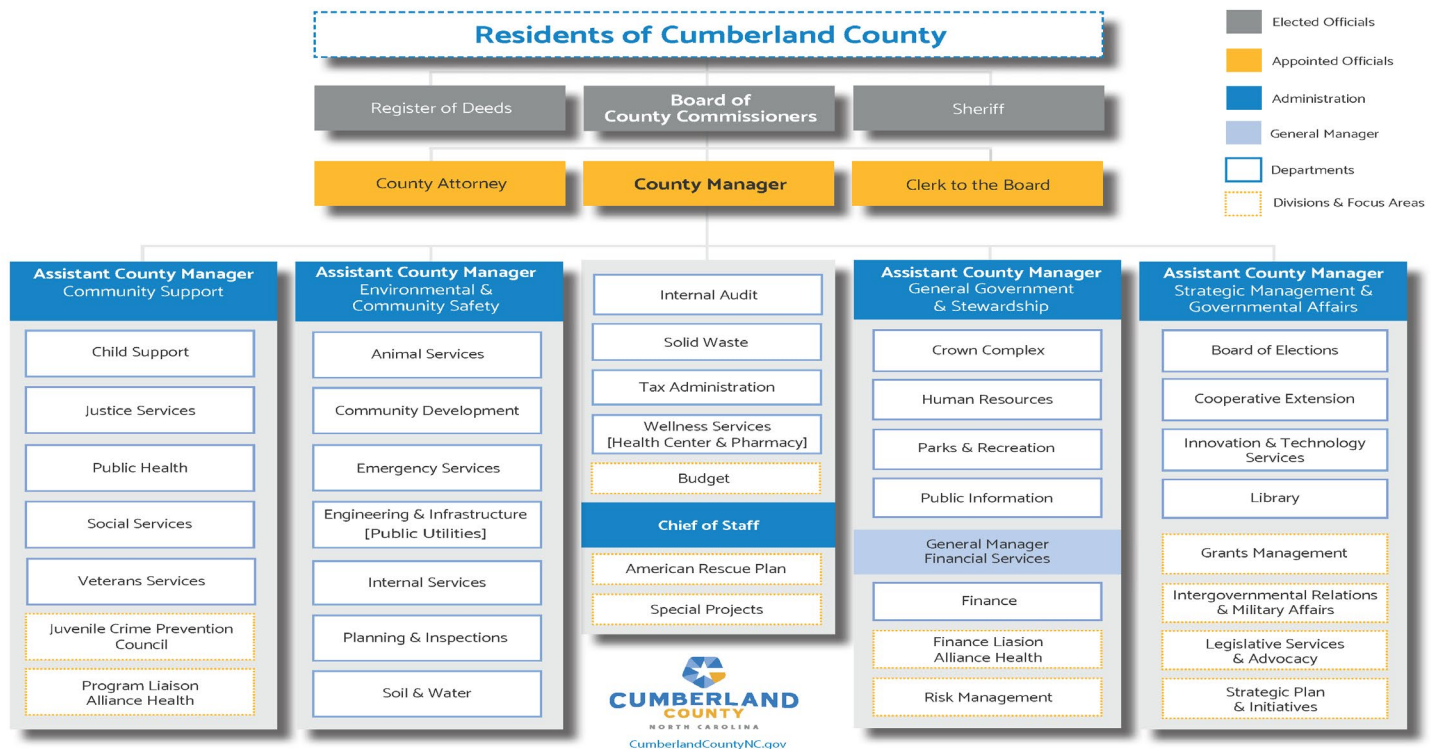 Residents of Cumberland County
Elected Officials
Appointed Officials
Administration
General Manager
Departments
Divisions & Focus Areas
Register of Deeds
Board of
County Commissioners
Sheriff
County Attorney
County Manager
Clerk to the Board
Assistant County Manager
Community Support
Child Support
Justice Services
Public Health
Social Services
Veterans Services
Juvenile Crime Prevention
Council
Program Liaison
Alliance Health
Assistant County Manager
Environmental &
Community Safety
Animal Services
Community Development
Emergency Services
Engineering & Infrastructure
[Public Utilities]
Internal Services
Planning & Inspections
Soil & Water
Internal Audit
Solid Waste
Tax Administration
Wellness Services
[Health Center & Pharmacy]
Budget
Chief of Staff
American Rescue Plan
Special Projects
CUMBERLAND
COUNTY
NORTH CAROLINA
CumberlandCountyNC.gov
Assistant County Manager
General Government
& Stewardship
Crown Complex
Human Resources
Parks & Recreation
Public Information
General Manager
Financial Services
Finance
Finance Liasion
Alliance Health
Risk Management
Assistant County Manager
Strategic Management &
Governmental Affairs
Board of Elections
Cooperative Extension
Innovation & Technology
Services
Library
Grants Management
Intergovernmental Relations
& Military Affairs
Legislative Services
& Advocacy
Strategic Plan
& Initiatives